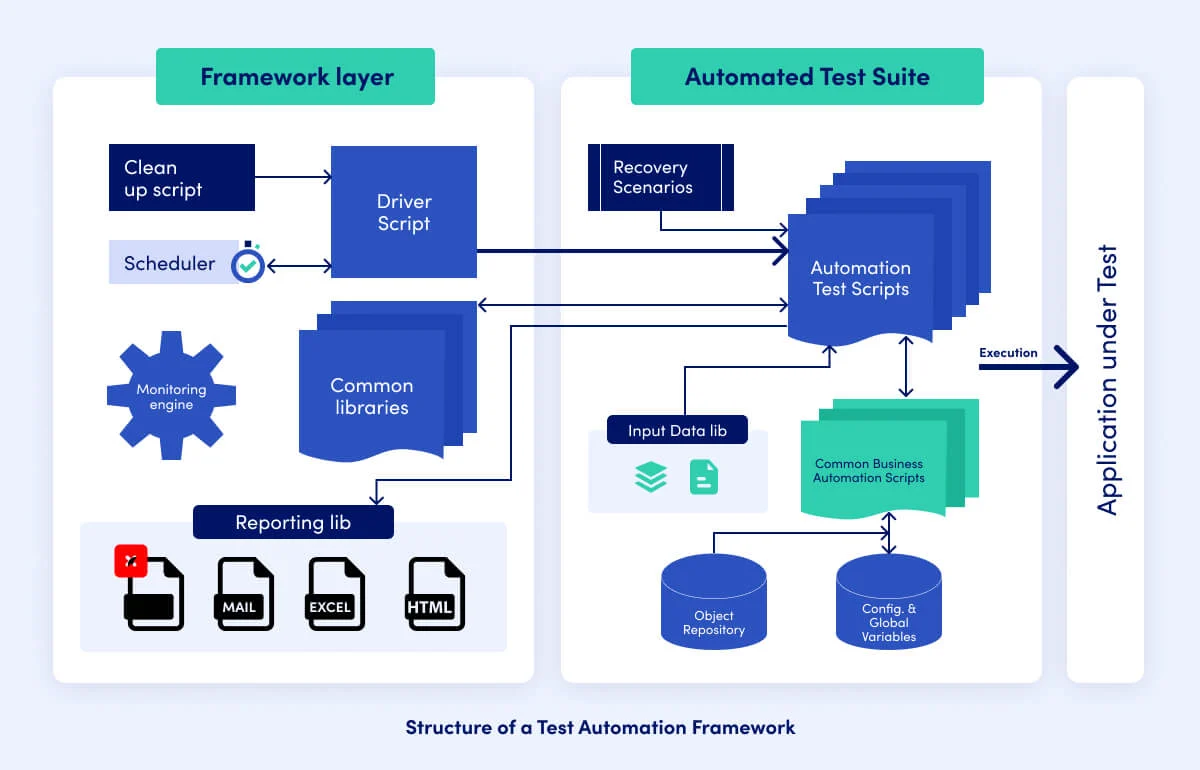 Framework layer
Automated Test Suite
Clean
up script
Driver
Script
Scheduler
Monitoring
engine
Common
libraries
Reporting lib
MAIL
EXCEL
HTML
Recovery
Scenarios
Automation
Test Scripts
Input Data lib
Common Business
Automation Scripts
Object
Repository
Config. &
Global
Variables
Execution
Application under Test
Structure of a Test Automation Framework